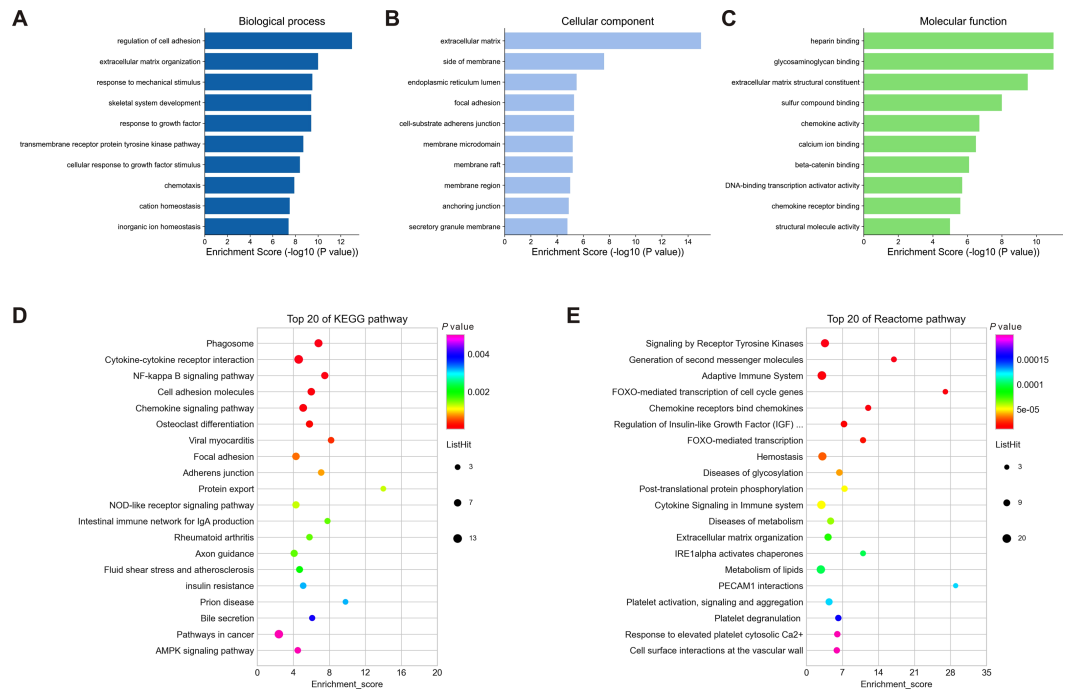 A
Biological process
regulation of cell adhesion
extracellular matrix organization
response to mechanical stimulus
skeletal system development
response to growth factor
transmembrane receptor protein tyrosine kinase pathway
cellular response to growth factor stimulus
chemotaxis
cation homeostasis
inorganic ion homeostasis
0 2 4 6 8 10 12
Enrichment Score (-log10 (P value))
B
Cellular component
extracellular matrix
side of membrane
endoplasmic reticulum lumen
focal adhesion
cell-substrate adherens junction
membrane microdomain
membrane raft
membrane region
anchoring junction
secretory granule membrane
0 2 4 6 8 10 12 14
Enrichment Score (-log10 (P value))
C
Molecular function
heparin binding
glycosaminoglycan binding
extracellular matrix structural constituent
sulfur compound binding
chemokine activity
calcium ion binding
beta-catenin binding
DNA-binding transcription activator activity
chemokine receptor binding
structural molecule activity
0 2 4 6 8 10
Enrichment Score (-log10 (P value))
D
Top 20 of KEGG pathway
Phagosome
Cytokine-cytokine receptor interaction
NF-kappa B signaling pathway
Cell adhesion molecules
Chemokine signaling pathway
Osteoclast differentiation
Viral myocarditis
Focal adhesion
Adherens junction
Protein export
NOD-like receptor signaling pathway
Intestinal immune network for IgA production
Rheumatoid arthritis
Axon guidance
Fluid shear stress and atherosclerosis
insulin resistance
Prion disease
Bile secretion
Pathways in cancer
AMPK signaling pathway
0 4 8 12 16 20
Enrichment_score
P value
0.004
0.002
ListHit
3
7
13
E
Top 20 of Reactome pathway
Signaling by Receptor Tyrosine Kinases
Generation of second messenger molecules
Adaptive Immune System
FOXO-mediated transcription of cell cycle genes
Chemokine receptors bind chemokines
Regulation of Insulin-like Growth Factor (IGF) ...
FOXO-mediated transcription
Hemostasis
Diseases of glycosylation
Post-translational protein phosphorylation
Cytokine Signaling in Immune system
Diseases of metabolism
Extracellular matrix organization
IRE1alpha activates chaperones
Metabolism of lipids
PECAM1 interactions
Platelet activation, signaling and aggregation
Platelet degranulation
Response to elevated platelet cytosolic Ca2+
Cell surface interactions at the vascular wall
0 7 14 21 28 35
Enrichment_score
P value
0.00015
0.0001
5e-05
ListHit
3
9
20